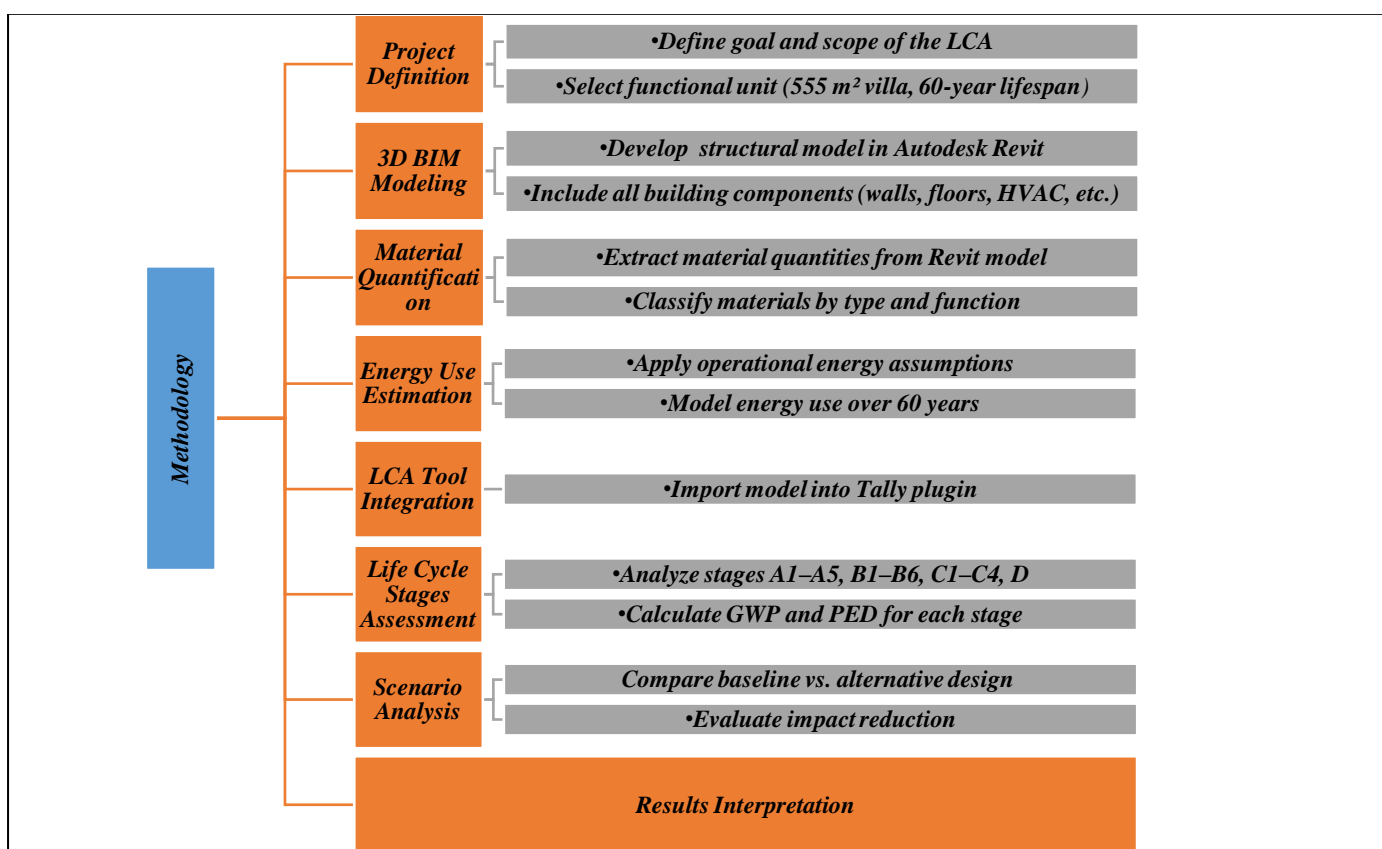 Methodology
Project
Definition
•Define goal and scope of the LCA
•Select functional unit (555 m² villa, 60-year lifespan)
3D BIM
Modeling
•Develop structural model in Autodesk Revit
•Include all building components (walls, floors, HVAC, etc.)
Material
Quantificati
on
•Extract material quantities from Revit model
•Classify materials by type and function
Energy Use
Estimation
•Apply operational energy assumptions
•Model energy use over 60 years
LCA Tool
Integration
•Import model into Tally plugin
Life Cycle
Stages
Assessment
•Analyze stages A1–A5, B1–B6, C1–C4, D
•Calculate GWP and PED for each stage
Scenario
Analysis
Compare baseline vs. alternative design
•Evaluate impact reduction
Results Interpretation